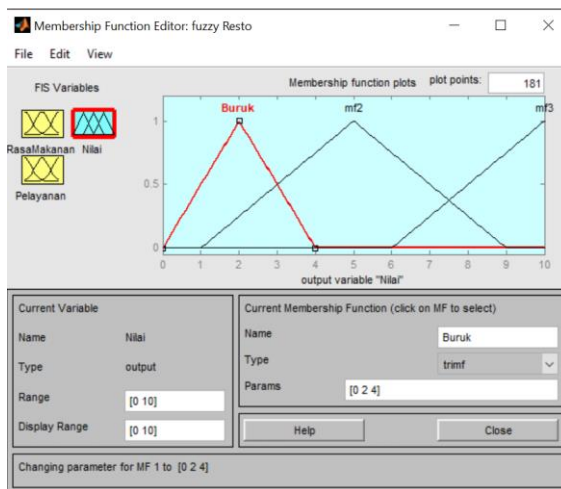 Membership Function Editor: fuzzy Resto
File Edit View
FIS Variables
Membership function plots plot points: 181
RasaMakanan Nilai
Pelayanan
Buruk mf2 mf3
1
0.5
0
0 1 2 3 4 5 6 7 8 9 10
output variable "Nilai"
Current Variable
Name Nilai
Type output
Range [0 10]
Display Range [0 10]
Current Membership Function (click on MF to select)
Name Buruk
Type trimf
Params [0 2 4]
Help Close
Changing parameter for MF 1 to [0 2 4]